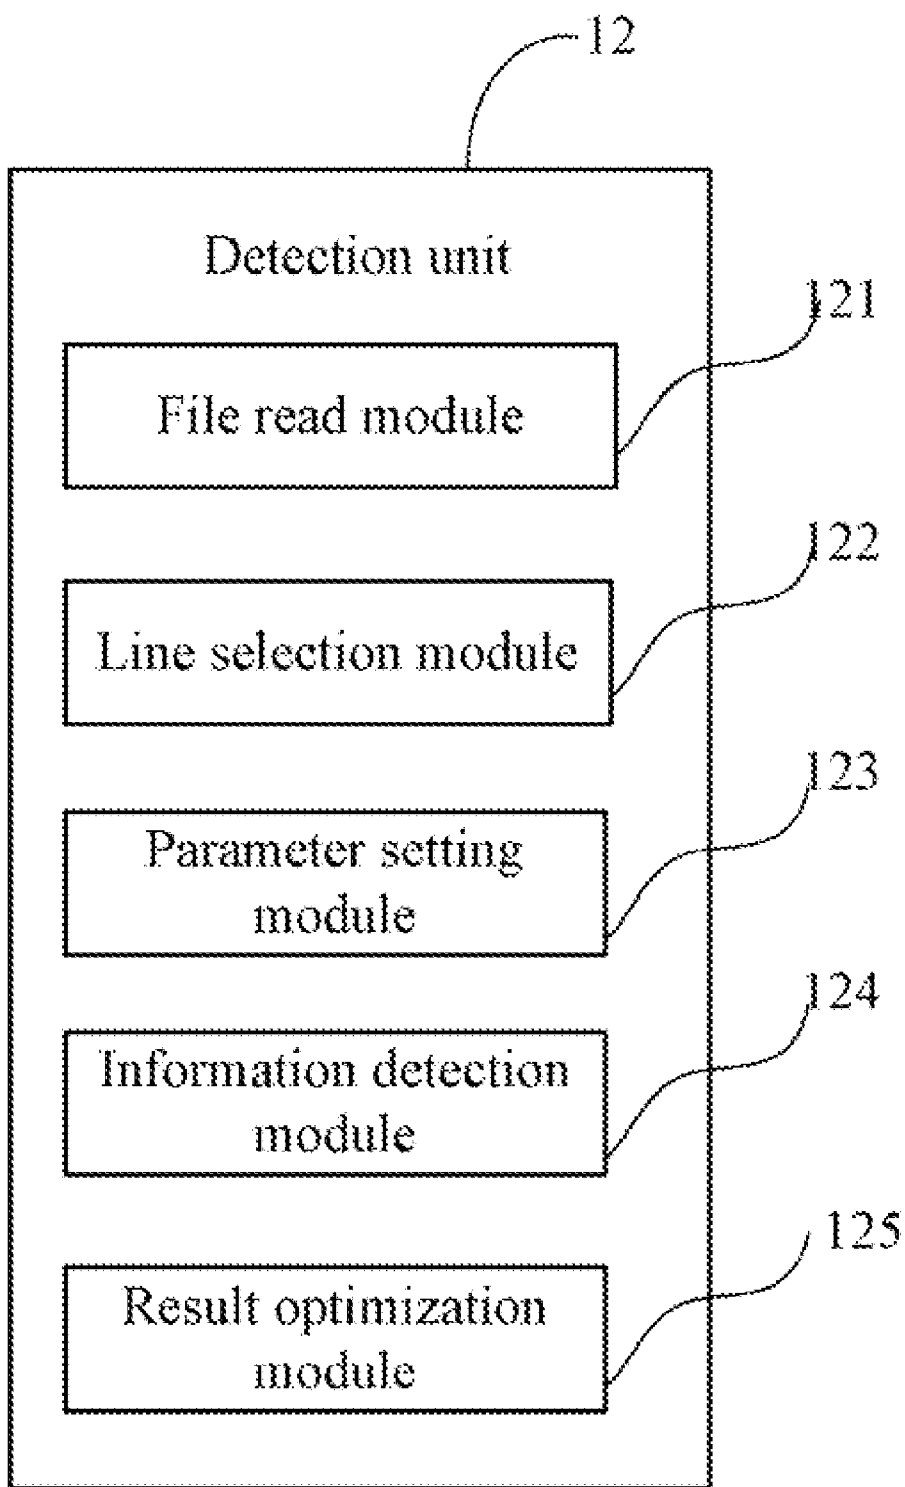 12
Detection unit
121
File read module
122
Line selection module
123
Parameter setting
module
124
Information detection
module
125
Result optimization
module